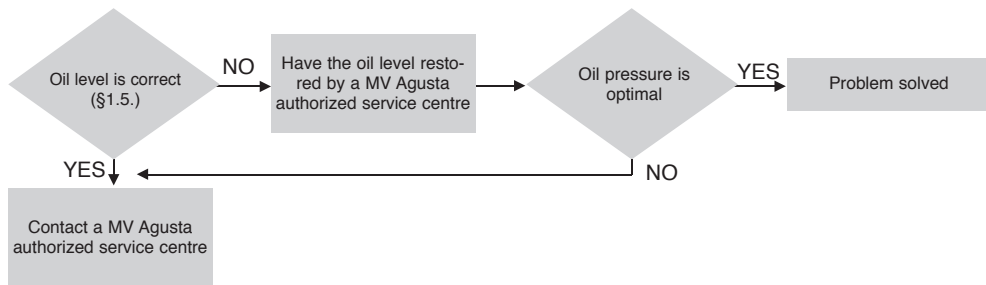 Oil level is correct
(§1.5.)
NO
Have the oil level resto-
red by a MV Agusta
authorized service centre
Oil pressure is
optimal
YES
Problem solved
YES
NO
Contact a MV Agusta
authorized service centre